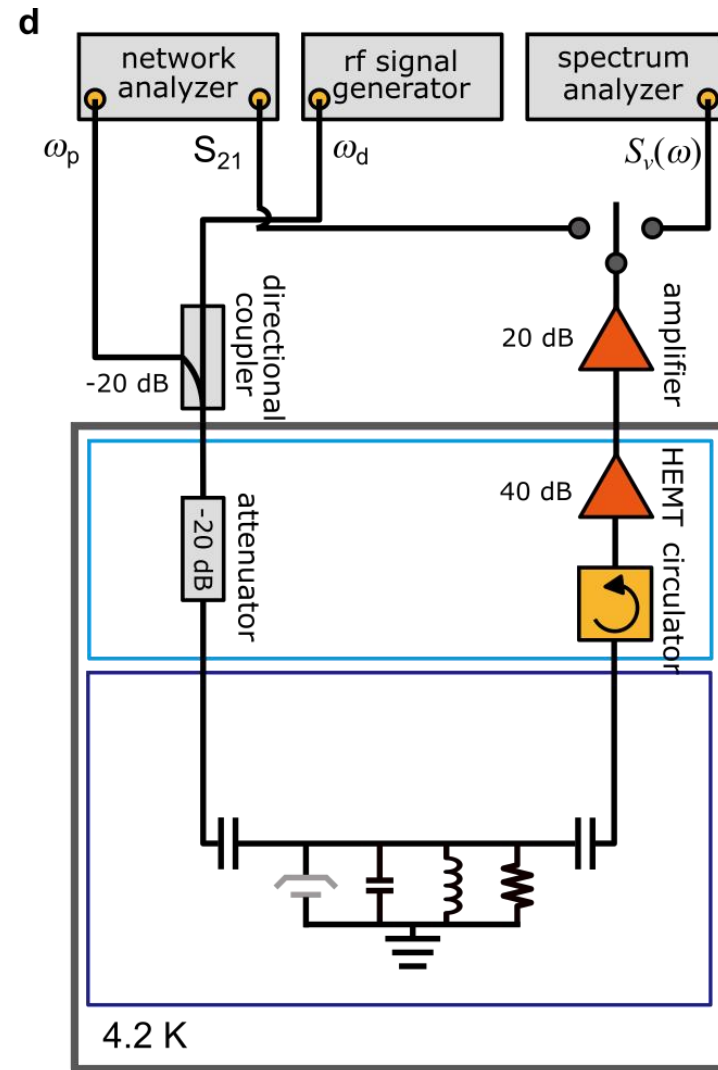 d
network
analyzer
rf signal
generator
spectrum
analyzer
ωp
S21
ωd
Sv(ω)
directional
coupler
-20 dB
20 dB
amplifier
-20 dB
attenuator
40 dB
HEMT
circulator
4.2 K